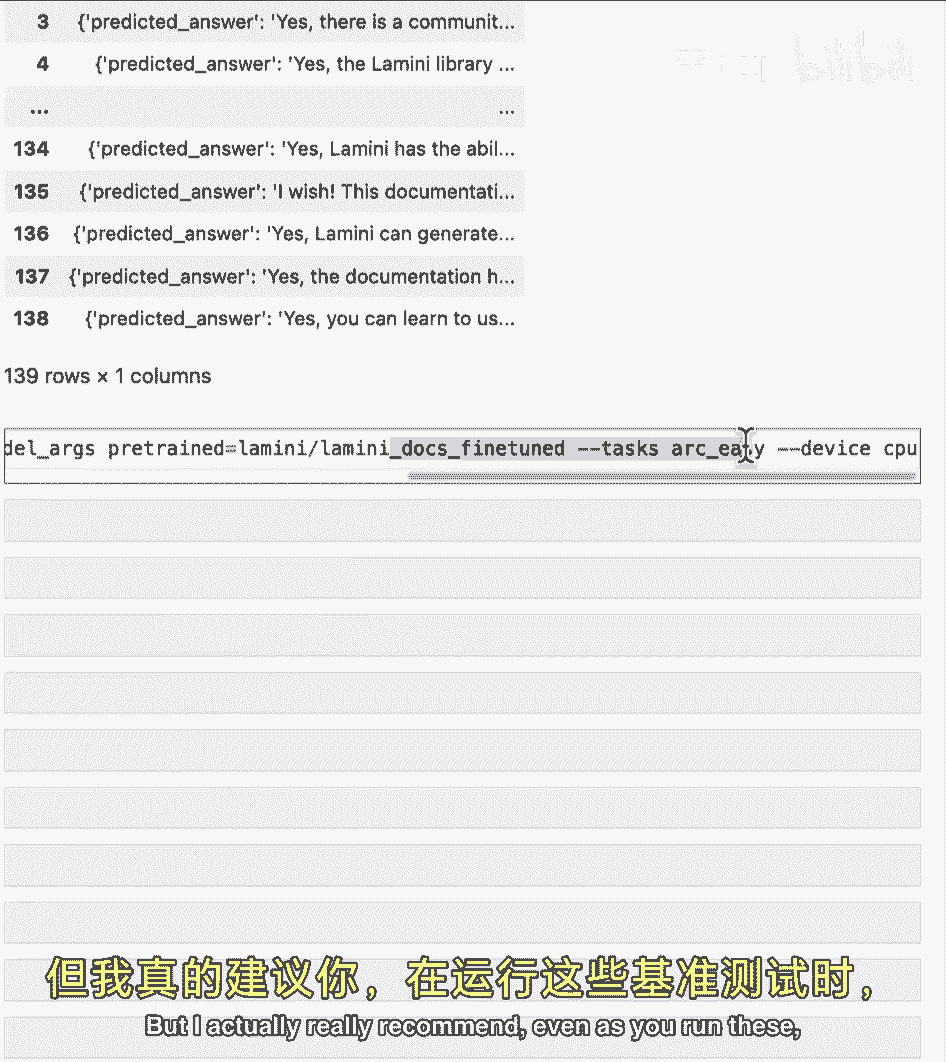 3 {'predicted_answer': 'Yes, there is a communit...
4 {'predicted_answer': 'Yes, the Lamini library ...
... ...
134 {'predicted_answer': 'Yes, Lamini has the abil...
135 {'predicted_answer': 'I wish! This documentati...
136 {'predicted_answer': 'Yes, Lamini can generate...
137 {'predicted_answer': 'Yes, the documentation h...
138 {'predicted_answer': 'Yes, you can learn to us...
139 rows × 1 columns
del_args pretrained=lamini/lamini_docs_finetuned --tasks arc_easy --device cpu
但我真的建议你，在运行这些基准测试时，
But I actually really recommend, even as you run these,